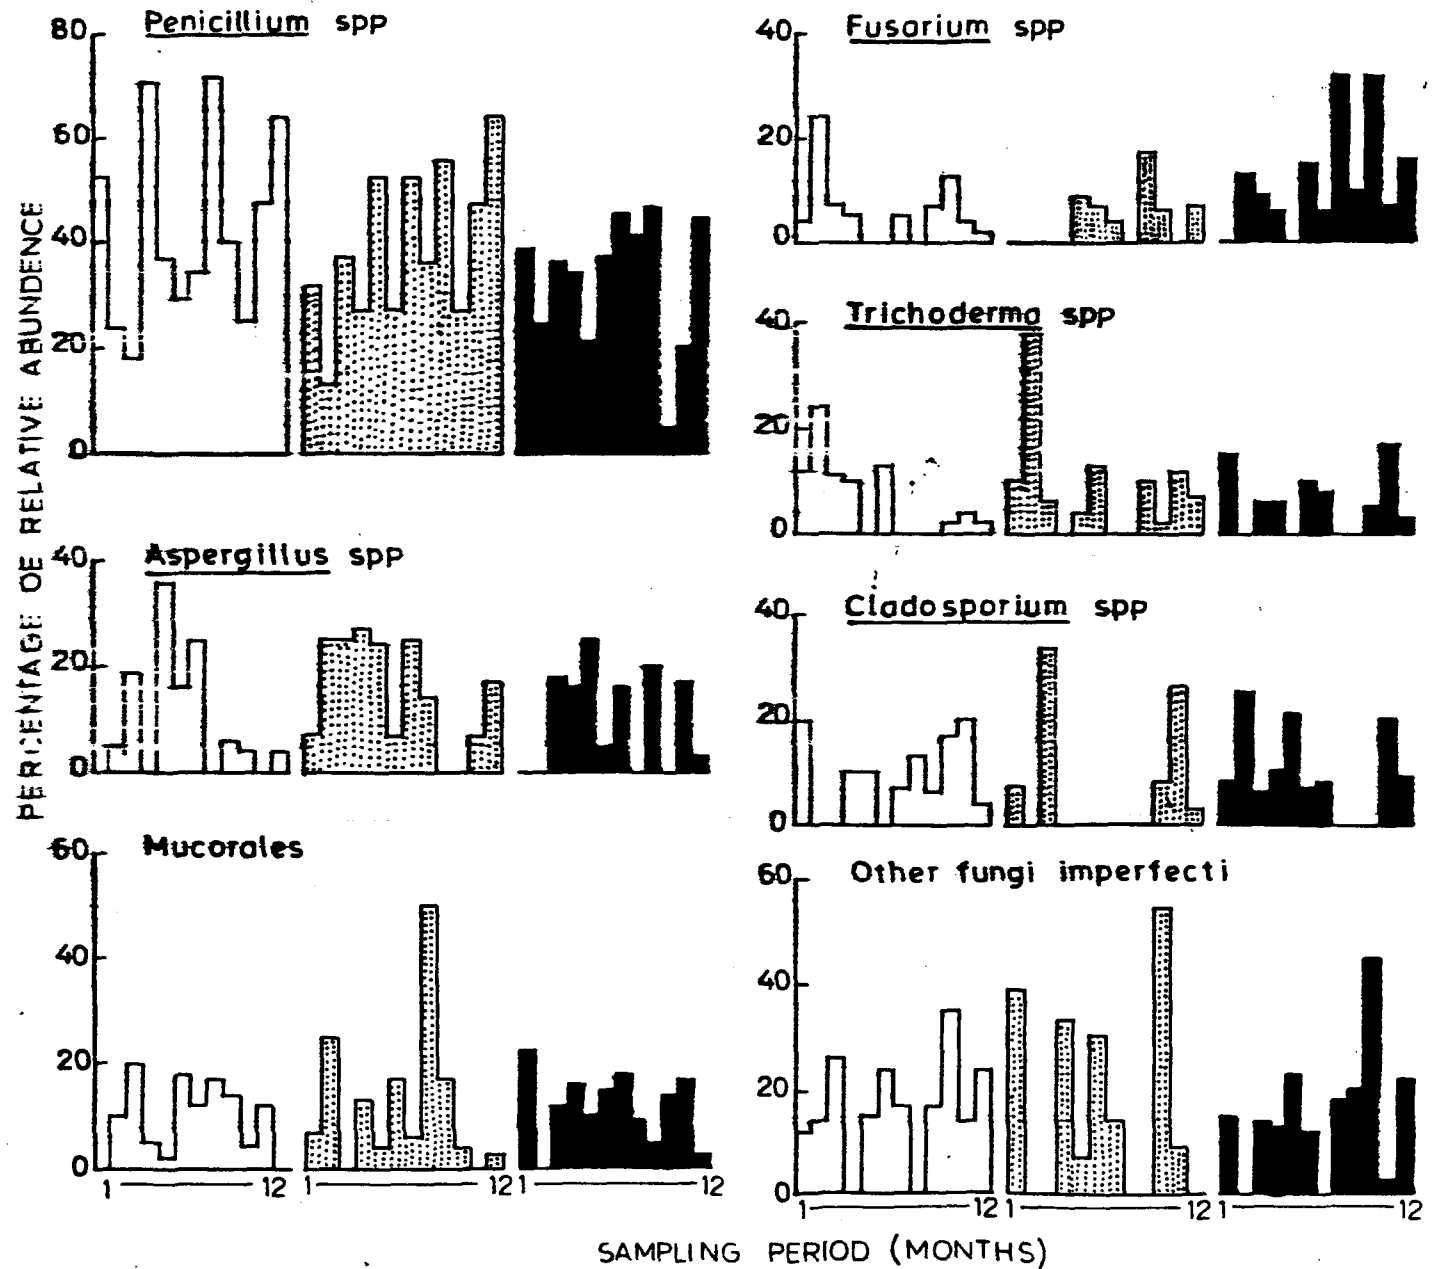 Penicillium spp
80
60
40
20
0
Aspergillus spp
40
20
0
Mucorales
60
40
20
0
1 12 1 12 1 12
Fusarium spp
40
20
0
Trichoderma spp
40
20
0
Cladosporium spp
40
20
0
Other fungi imperfecti
60
40
20
0
1 12 1 12 1 12
PERCENTAGE OE RELATIVE ABUNDENCE
SAMPLING PERIOD (MONTHS)